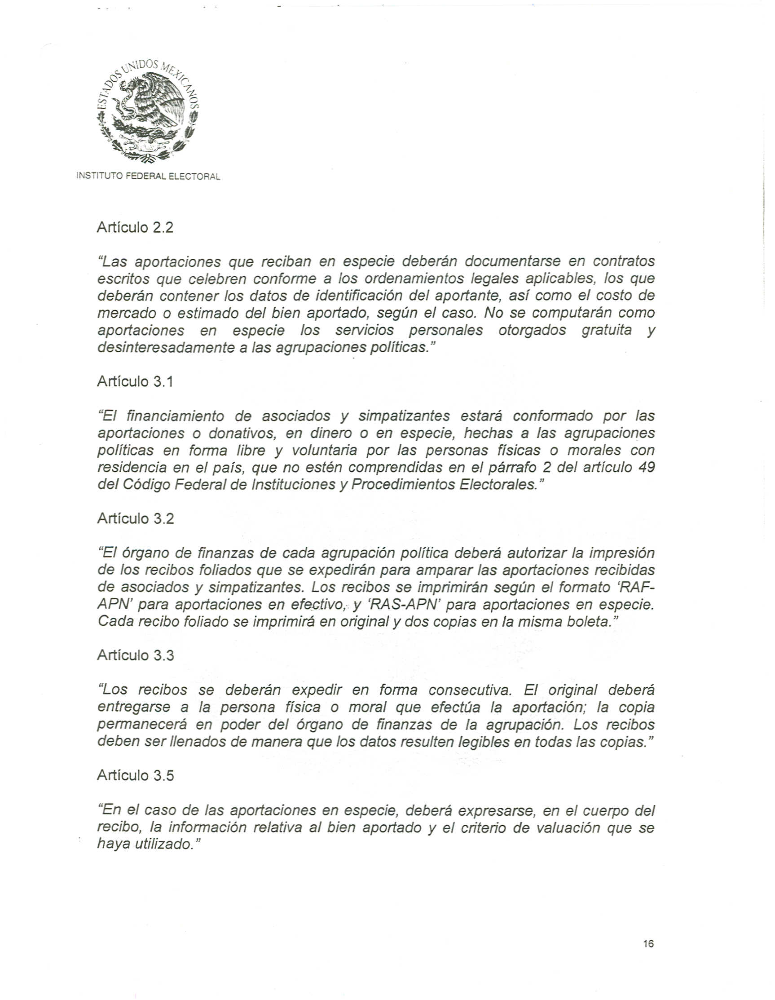 ESTADOS UNIDOS MEXICANOS
INSTITUTO FEDERAL ELECTORAL
Artículo 2.2
“Las aportaciones que reciban en especie deberán documentarse en contratos
escritos que celebren conforme a los ordenamientos legales aplicables, los que
deberán contener los datos de identificación del aportante, así como el costo de
mercado o estimado del bien aportado, según el caso. No se computarán como
aportaciones en especie los servicios personales otorgados gratuita y
desinteresadamente a las agrupaciones políticas.”
Artículo 3.1
“El financiamiento de asociados y simpatizantes estará conformado por las
aportaciones o donativos, en dinero o en especie, hechas a las agrupaciones
políticas en forma libre y voluntaria por las personas físicas o morales con
residencia en el país, que no estén comprendidas en el párrafo 2 del artículo 49
del Código Federal de Instituciones y Procedimientos Electorales.”
Artículo 3.2
“El órgano de finanzas de cada agrupación política deberá autorizar la impresión
de los recibos foliados que se expedirán para amparar las aportaciones recibidas
de asociados y simpatizantes. Los recibos se imprimirán según el formato ‘RAF-
APN’ para aportaciones en efectivo, y ‘RAS-APN’ para aportaciones en especie.
Cada recibo foliado se imprimirá en original y dos copias en la misma boleta.”
Artículo 3.3
“Los recibos se deberán expedir en forma consecutiva. El original deberá
entregarse a la persona física o moral que efectúa la aportación; la copia
permanecerá en poder del órgano de finanzas de la agrupación. Los recibos
deben ser llenados de manera que los datos resulten legibles en todas las copias.”
Artículo 3.5
“En el caso de las aportaciones en especie, deberá expresarse, en el cuerpo del
recibo, la información relativa al bien aportado y el criterio de valuación que se
haya utilizado.”
16